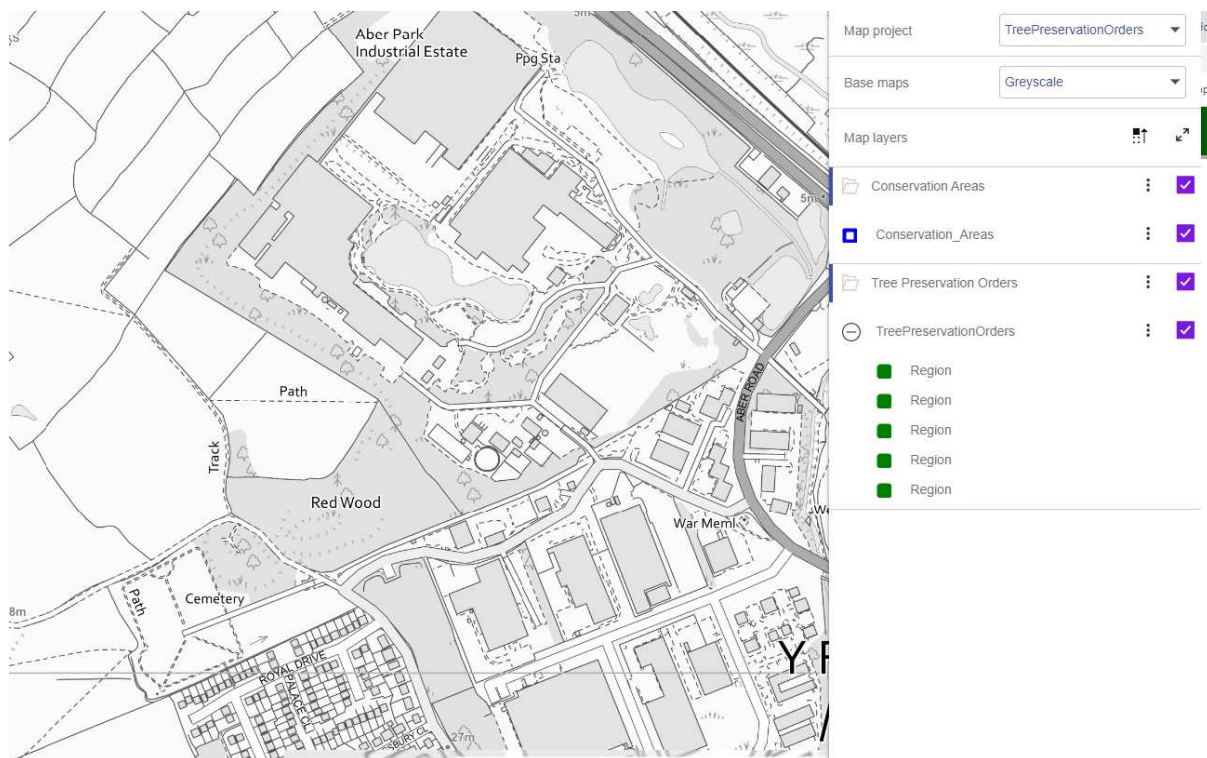 5m
Aber Park
Industrial Estate
Ppg Sta
5m
Path
Track
Red Wood
ABER ROAD
War Meml
Cemetery
Path
8m
ROYAL DRIVE
PALACE CL
27m
Map project
TreePreservationOrders
Base maps
Greyscale
Map layers
Conservation Areas
Conservation_Areas
Tree Preservation Orders
TreePreservationOrders
Region
Region
Region
Region
Region